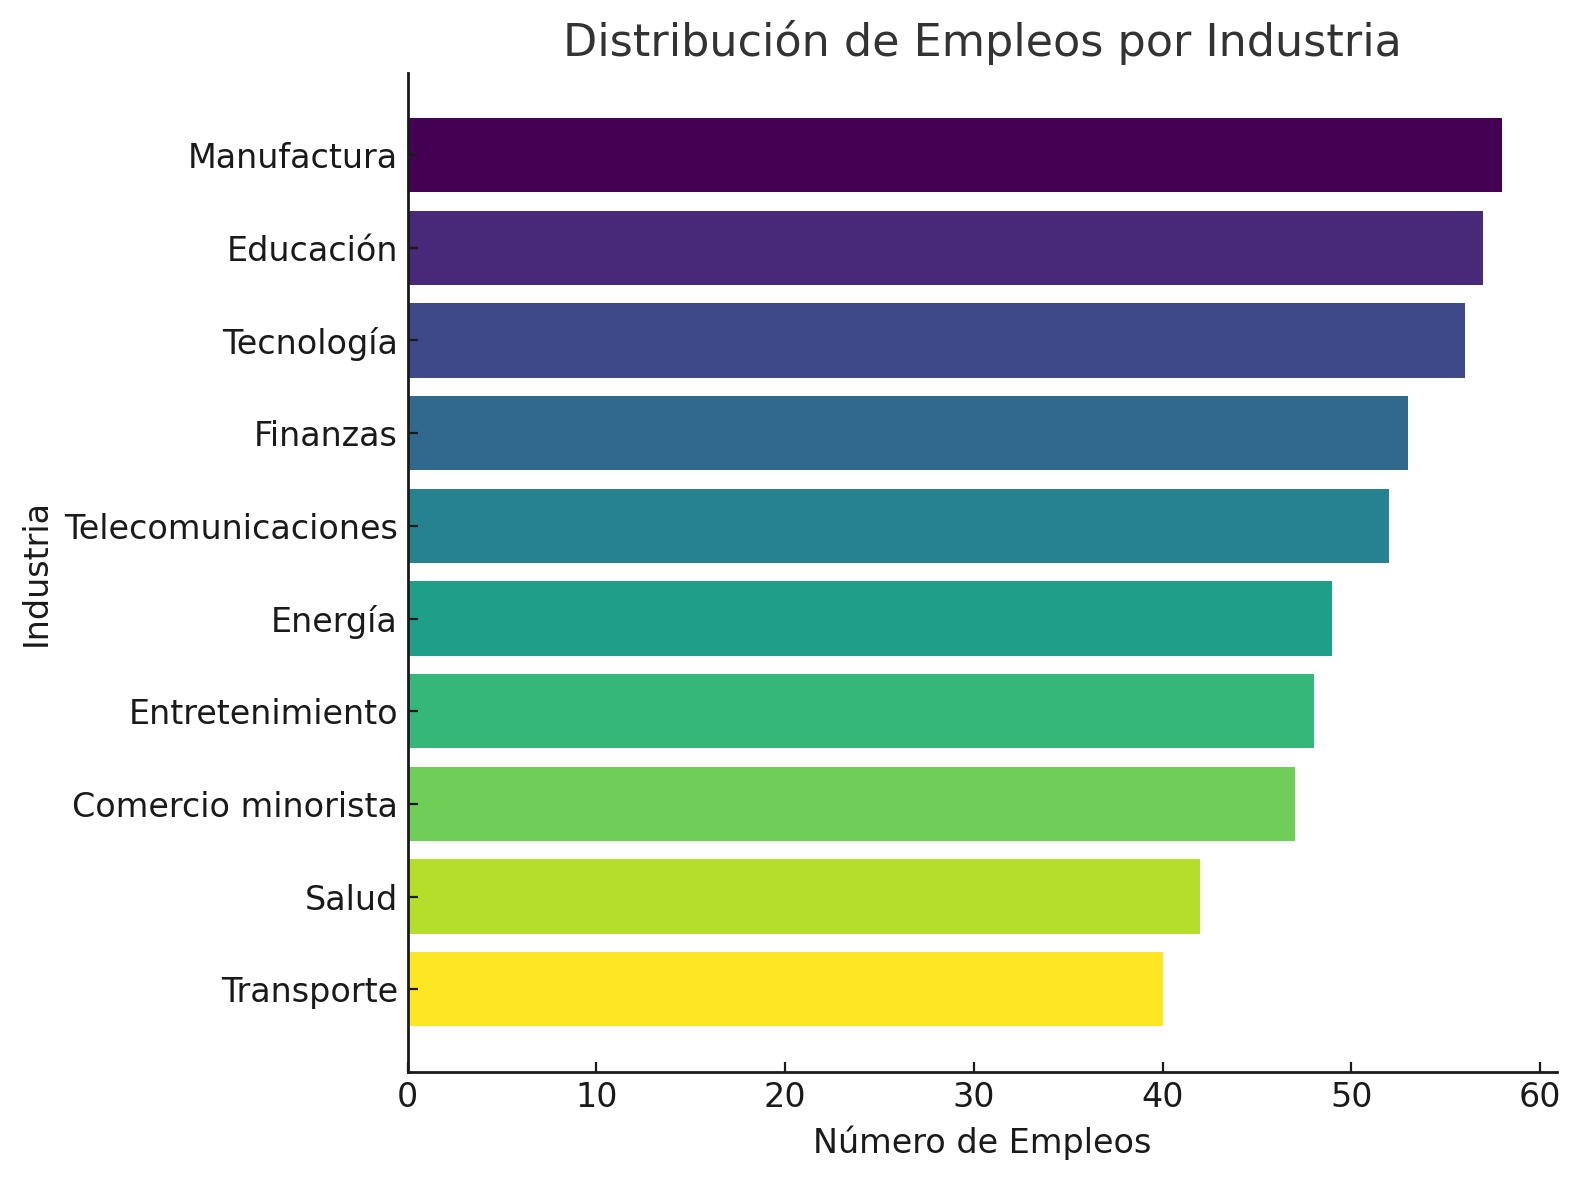 Distribución de Empleos por Industria
Manufactura
Educación
Tecnología
Finanzas
Telecomunicaciones
Energía
Entretenimiento
Comercio minorista
Salud
Transporte
Industria
0 10 20 30 40 50 60
Número de Empleos